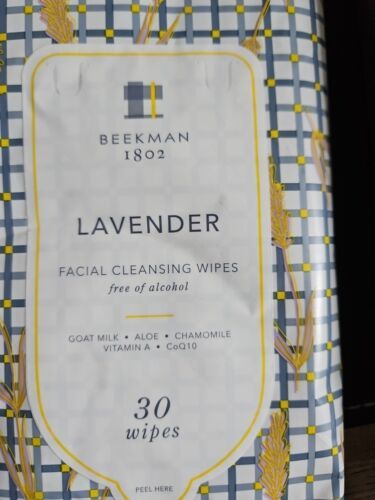 BEEKMAN
1802
LAVENDER
FACIAL CLEANSING WIPES
free of alcohol
GOAT MILK • ALOE • CHAMOMILE
VITAMIN A • CoQ10
30
wipes
PEEL HERE